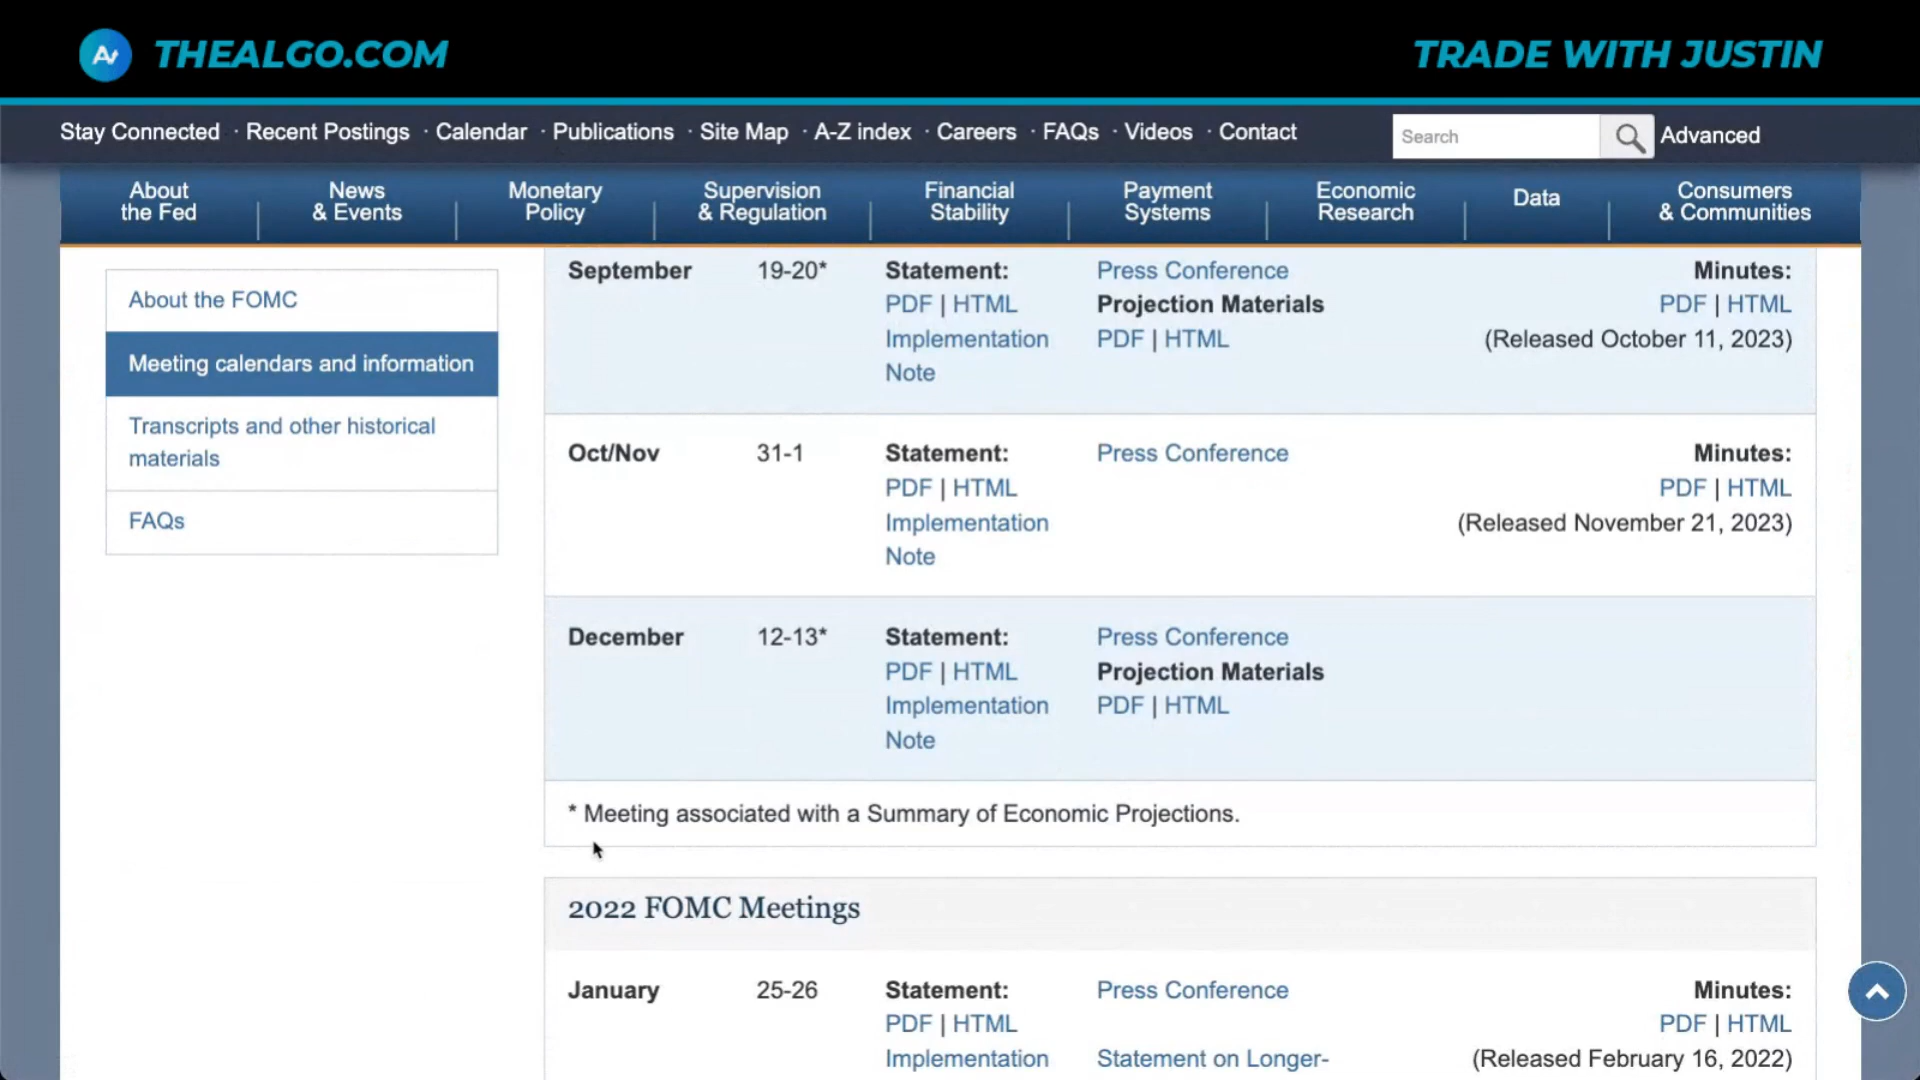 THEALGO.COM
TRADE WITH JUSTIN
Stay Connected · Recent Postings · Calendar · Publications · Site Map · A-Z index · Careers · FAQs · Videos · Contact
Search
Advanced
About
the Fed
News
& Events
Monetary
Policy
Supervision
& Regulation
Financial
Stability
Payment
Systems
Economic
Research
Data
Consumers
& Communities
About the FOMC
Meeting calendars and information
Transcripts and other historical
materials
FAQs
September
19-20*
Statement:
PDF | HTML
Implementation
Note
Press Conference
Projection Materials
PDF | HTML
Minutes:
PDF | HTML
(Released October 11, 2023)
Oct/Nov
31-1
Statement:
PDF | HTML
Implementation
Note
Press Conference
Minutes:
PDF | HTML
(Released November 21, 2023)
December
12-13*
Statement:
PDF | HTML
Implementation
Note
Press Conference
Projection Materials
PDF | HTML
* Meeting associated with a Summary of Economic Projections.
2022 FOMC Meetings
January
25-26
Statement:
PDF | HTML
Implementation
Press Conference
Statement on Longer-
Minutes:
PDF | HTML
(Released February 16, 2022)